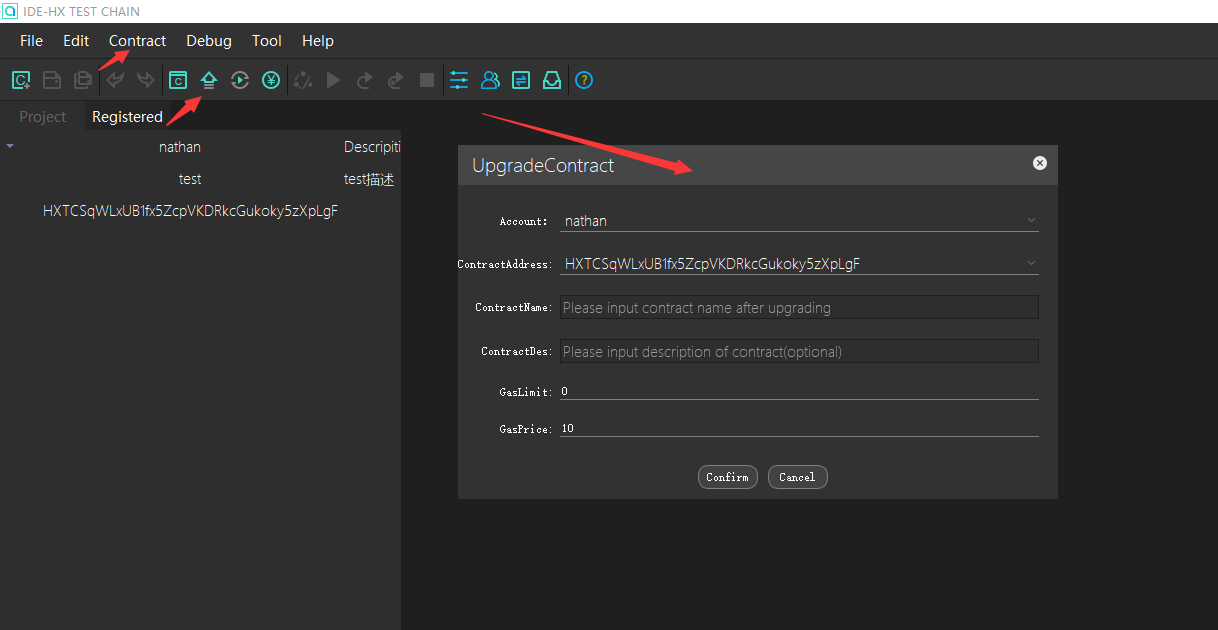 IDE-HX TEST CHAIN
File Edit Contract Debug Tool Help
Project Registered
nathan Descripiti
test test描述
HXTCSqWLxUB1fx5ZcpVKDRkcGukoky5zXpLgF
UpgradeContract
Account: nathan
ContractAddress: HXTCSqWLxUB1fx5ZcpVKDRkcGukoky5zXpLgF
ContractName: Please input contract name after upgrading
ContractDes: Please input description of contract(optional)
GasLimit: 0
GasPrice: 10
Confirm Cancel